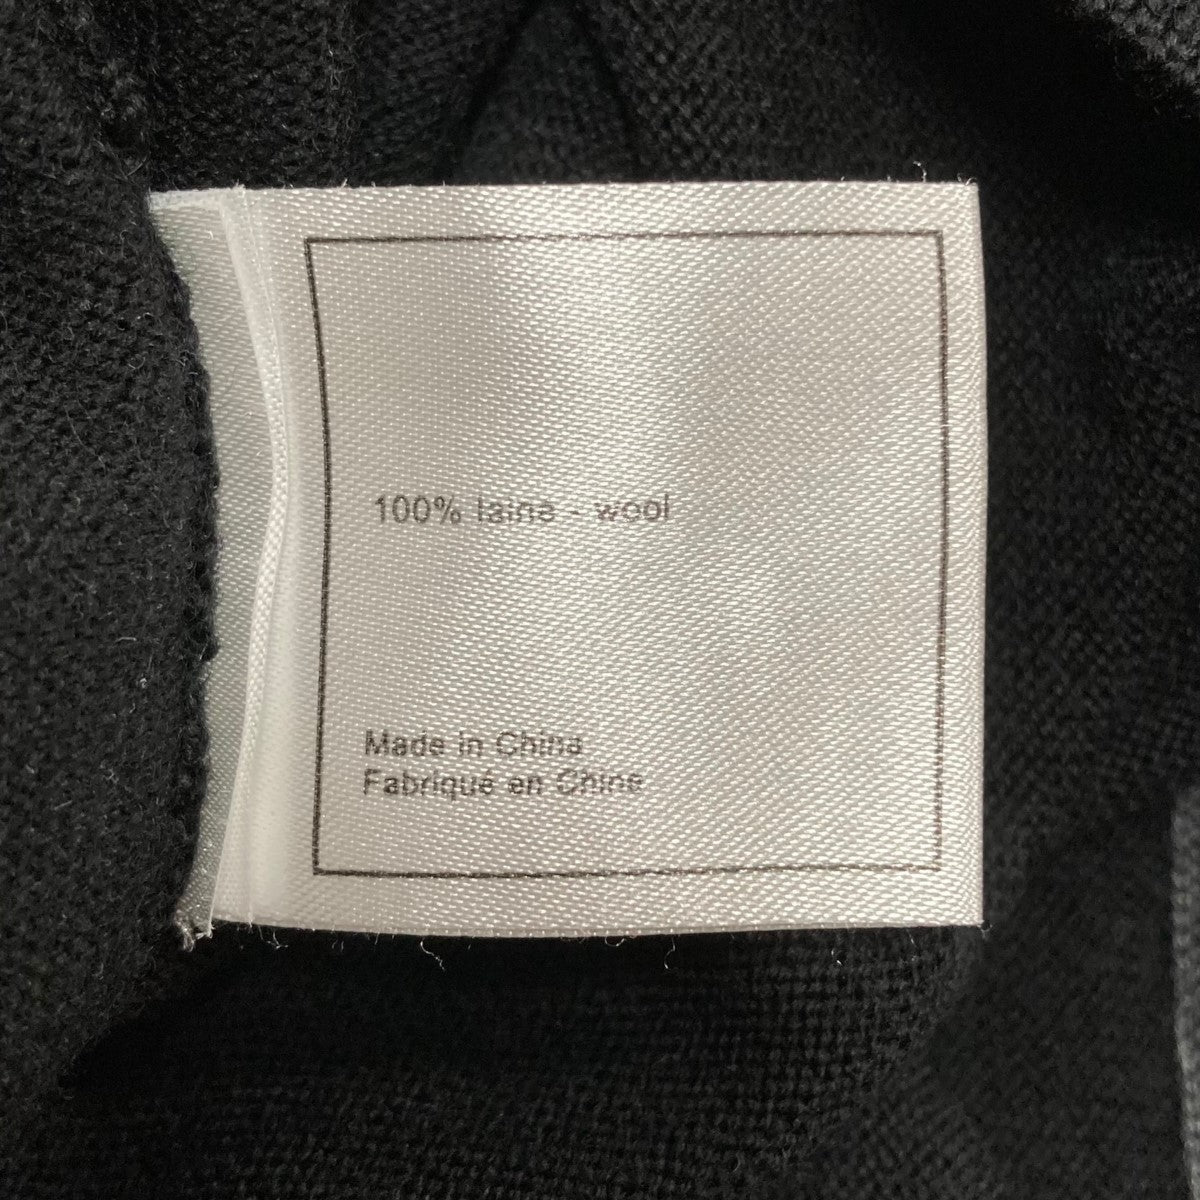 100% laine - wool
Made in China
Fabriqué en Chine